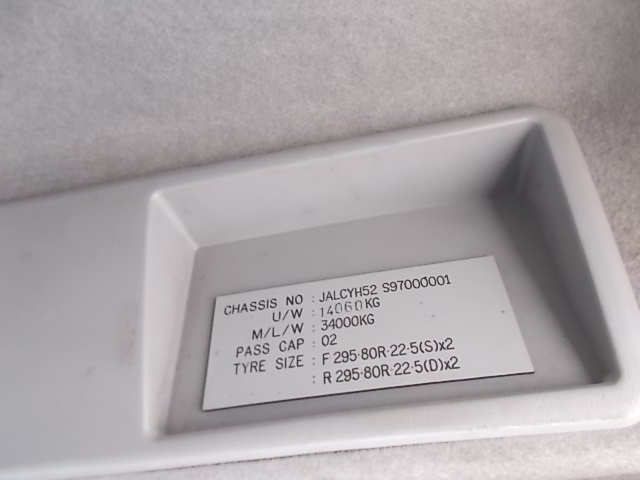 CHASSIS NO : JALCYH52 S97000001
U/W : 14060KG
M/L/W : 34000KG
PASS CAP : 02
TYRE SIZE : F 295-80R-22-5(S)x2
: R 295-80R-22-5(D)x2